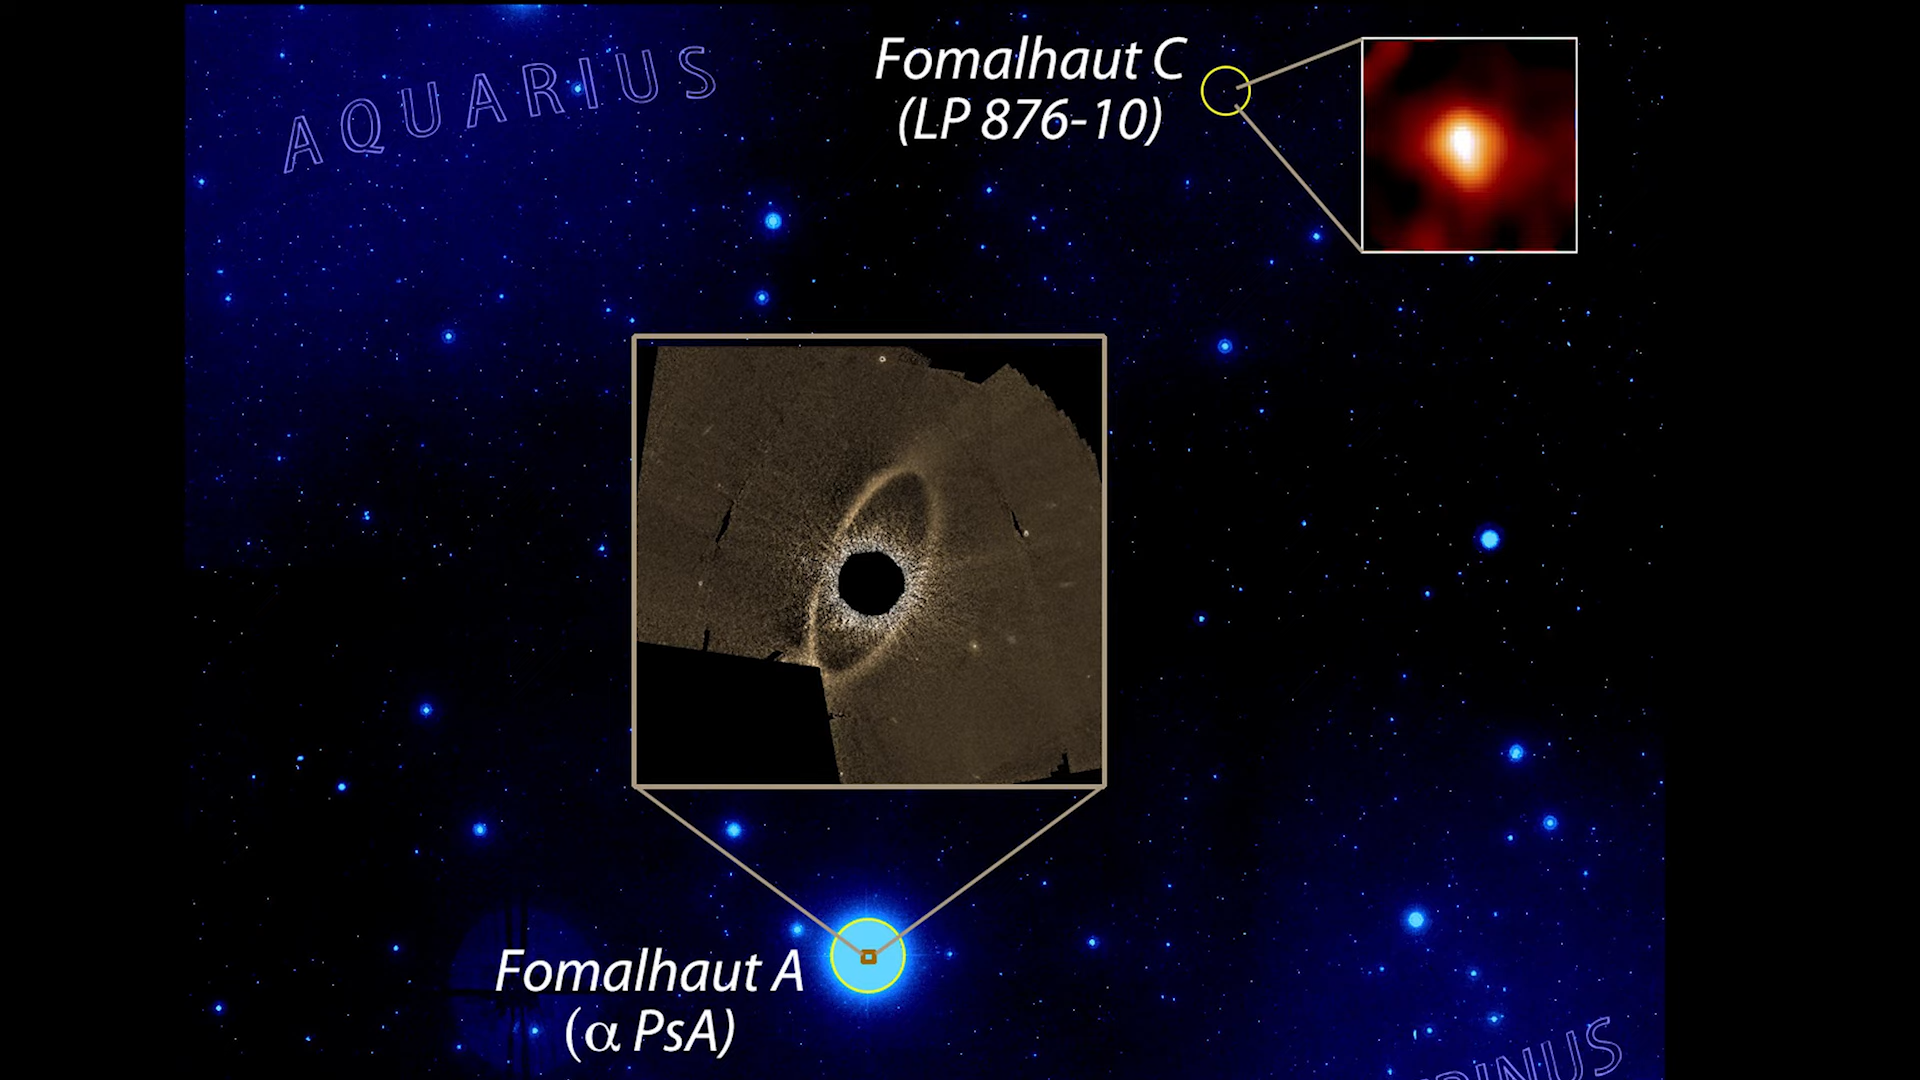 AQUARIUS
Fomalhaut C
(LP 876-10)
Fomalhaut A
(α PsA)